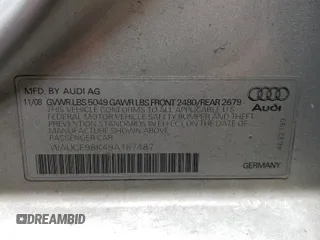 MFD. BY AUDI AG
11/08 GVWR LBS 5049 GAWR LBS FRONT 2480/REAR 2679
THIS VEHICLE CONFORMS TO ALL APPLICABLE
FEDERAL MOTOR VEHICLE SAFETY BUMPER AND THEFT
PREVENTION STANDARDS IN EFFECT ON THE
DATE OF MANUFACTURE SHOWN ABOVE.
PASSENGER CAR
Audi
GERMANY
DREAMBID